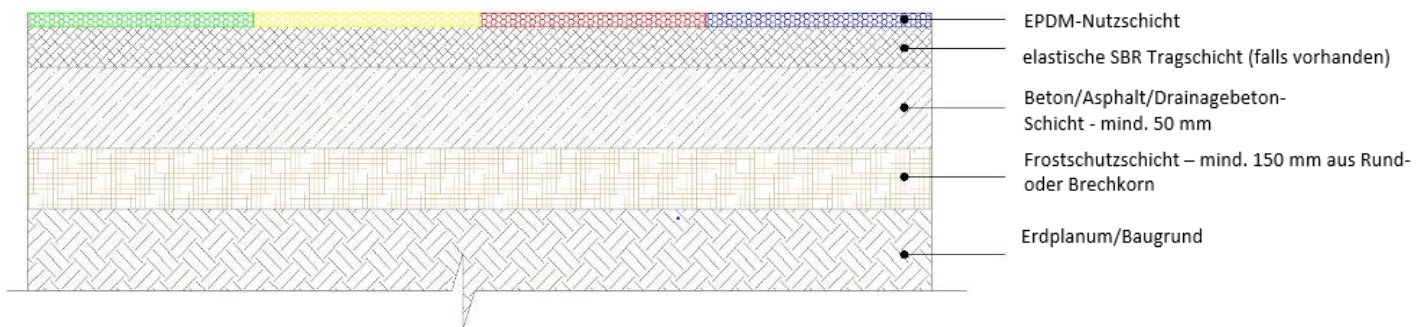 EPDM-Nutzschicht
elastische SBR Tragschicht (falls vorhanden)
Beton/Asphalt/Drainagebeton-
Schicht - mind. 50 mm
Frostschutzschicht – mind. 150 mm aus Rund-
oder Brechkorn
Erdplanum/Baugrund